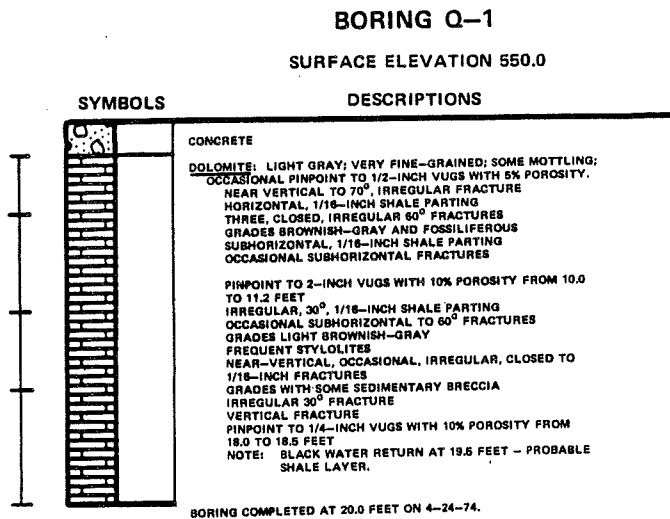 BORING Q–1
SURFACE ELEVATION 550.0
SYMBOLS DESCRIPTIONS
CONCRETE
DOLOMITE: LIGHT GRAY; VERY FINE–GRAINED; SOME MOTTLING;
OCCASIONAL PINPOINT TO 1/2–INCH VUGS WITH 5% POROSITY.
NEAR VERTICAL TO 70°, IRREGULAR FRACTURE
HORIZONTAL, 1/16–INCH SHALE PARTING
THREE, CLOSED, IRREGULAR 60° FRACTURES
GRADES BROWNISH–GRAY AND FOSSILIFEROUS
SUBHORIZONTAL, 1/16–INCH SHALE PARTING
OCCASIONAL SUBHORIZONTAL FRACTURES
PINPOINT TO 2–INCH VUGS WITH 10% POROSITY FROM 10.0
TO 11.2 FEET
IRREGULAR, 30°, 1/16–INCH SHALE PARTING
OCCASIONAL SUBHORIZONTAL TO 60° FRACTURES
GRADES LIGHT BROWNISH–GRAY
FREQUENT STYLOLITES
NEAR–VERTICAL, OCCASIONAL, IRREGULAR, CLOSED TO
1/16–INCH FRACTURES
GRADES WITH SOME SEDIMENTARY BRECCIA
IRREGULAR 30° FRACTURE
VERTICAL FRACTURE
PINPOINT TO 1/4–INCH VUGS WITH 10% POROSITY FROM
18.0 TO 18.5 FEET
NOTE: BLACK WATER RETURN AT 19.5 FEET – PROBABLE
SHALE LAYER.
BORING COMPLETED AT 20.0 FEET ON 4–24–74.